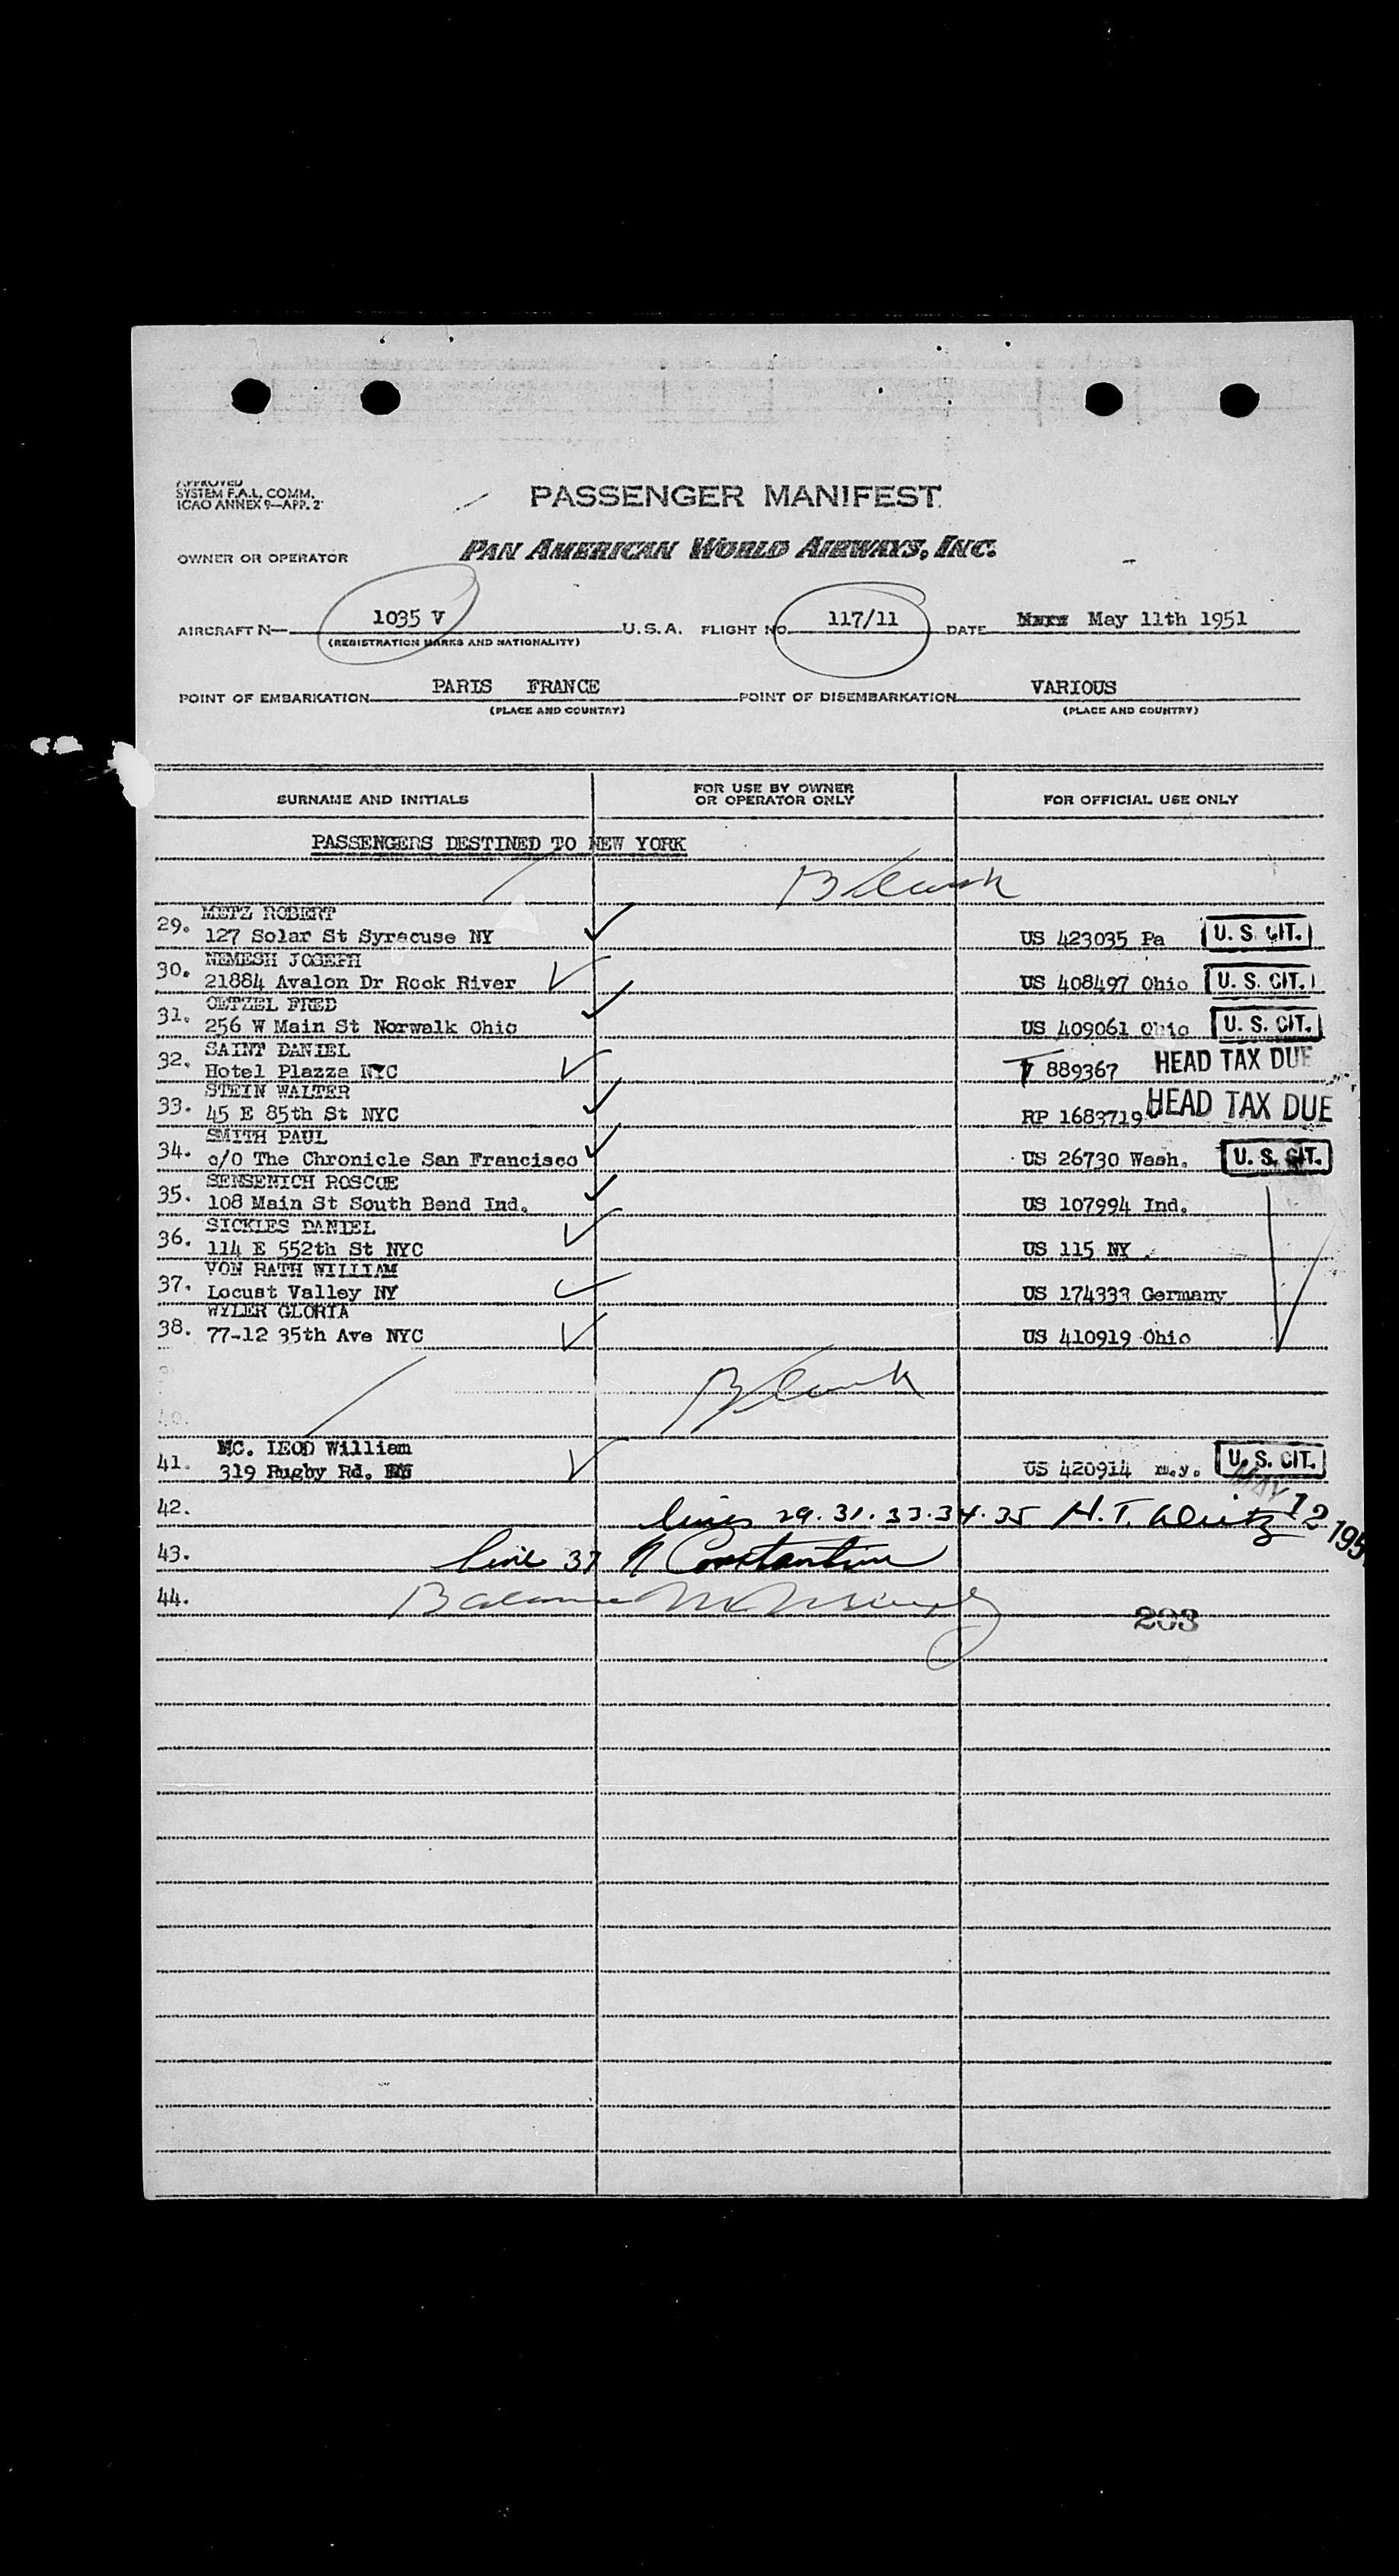 APPROVED
SYSTEM F.A.L. COMM.
ICAO ANNEX 9—APP. 2
PASSENGER MANIFEST
OWNER OR OPERATOR PAN AMERICAN WORLD AIRWAYS, INC.
AIRCRAFT N— 1035 V U.S.A. FLIGHT NO. 117/11 DATE May 11th 1951
(REGISTRATION MARKS AND NATIONALITY)
POINT OF EMBARKATION PARIS FRANCE POINT OF DISEMBARKATION VARIOUS
(PLACE AND COUNTRY) (PLACE AND COUNTRY)
SURNAME AND INITIALS FOR USE BY OWNER OR OPERATOR ONLY FOR OFFICIAL USE ONLY
PASSENGERS DESTINED TO NEW YORK
Blank
METZ ROBERT
29. 127 Solar St Syracuse NY US 423035 Pa U. S. CIT.
NEMESH JOSEPH
30. 21884 Avalon Dr Rock River US 408497 Ohio U. S. CIT.
OETZEL FRED
31. 256 W Main St Norwalk Ohio US 409061 Ohio U. S. CIT.
SAINT DANIEL
32. Hotel Plazza NYC V 889367 HEAD TAX DUE
STEIN WALTER
33. 45 E 85th St NYC RP 1683719 HEAD TAX DUE
SMITH PAUL
34. c/o The Chronicle San Francisco US 26730 Wash. U. S. CIT.
SENSENICH ROSCOE
35. 108 Main St South Bend Ind. US 107994 Ind.
SICKLES DANIEL
36. 114 E 552th St NYC US 115 NY
VON RATH WILLIAM
37. Locust Valley NY US 174333 Germany
WYLER GLORIA
38. 77-12 35th Ave NYC US 410919 Ohio
Blank
40.
MC. LEOD William
41. 319 Rugby Rd. US 420914 n.y. U. S. CIT.
MAY 12 195
42. lines 29. 31. 33. 34. 35 H. T.
43. line 37 N Constantine
44. Balance
203